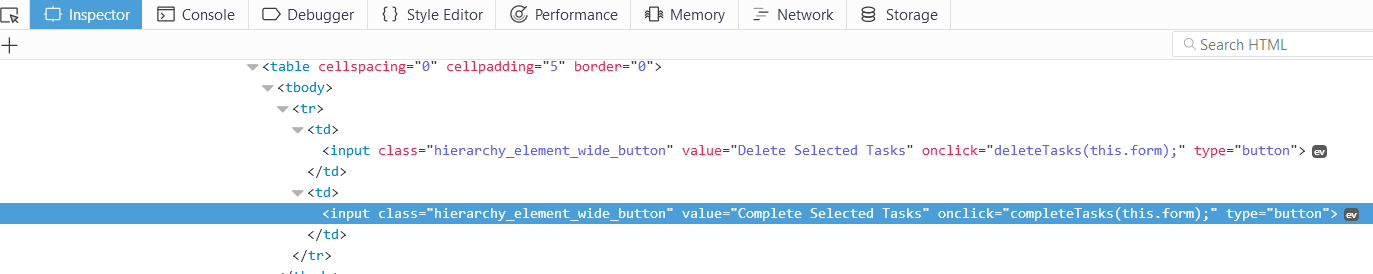 Inspector Console Debugger {} Style Editor Performance Memory Network Storage
+ Search HTML
<table cellspacing="0" cellpadding="5" border="0">
<tbody>
<tr>
<td>
<input class="hierarchy_element_wide_button" value="Delete Selected Tasks" onclick="deleteTasks(this.form);" type="button"> ev
</td>
<td>
<input class="hierarchy_element_wide_button" value="Complete Selected Tasks" onclick="completeTasks(this.form);" type="button"> ev
</td>
</tr>